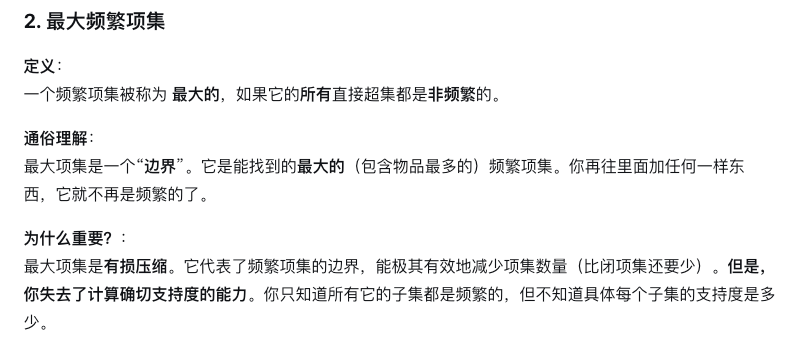 2. 最大频繁项集
定义：
一个频繁项集被称为 最大的，如果它的所有直接超集都是非频繁的。
通俗理解：
最大项集是一个“边界”。它是能找到的最大的（包含物品最多的）频繁项集。你再往里面加任何一样东
西，它就不再是频繁的了。
为什么重要？：
最大项集是有损压缩。它代表了频繁项集的边界，能极其有效地减少项集数量（比闭项集还要少）。但是，
你失去了计算确切支持度的能力。你只知道所有它的子集都是频繁的，但不知道具体每个子集的支持度是多
少。